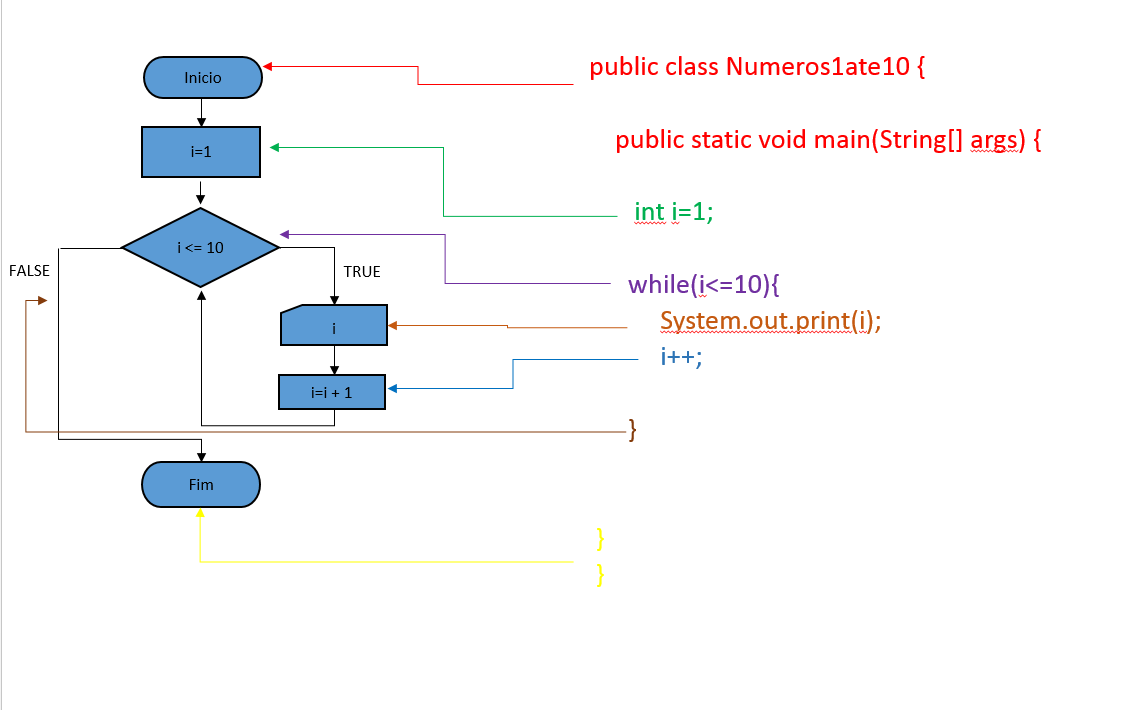 Inicio
i=1
i <= 10
FALSE
TRUE
i
i=i + 1
Fim
public class Numeros1ate10 {
public static void main(String[] args) {
int i=1;
while(i<=10){
System.out.print(i);
i++;
}
}
}